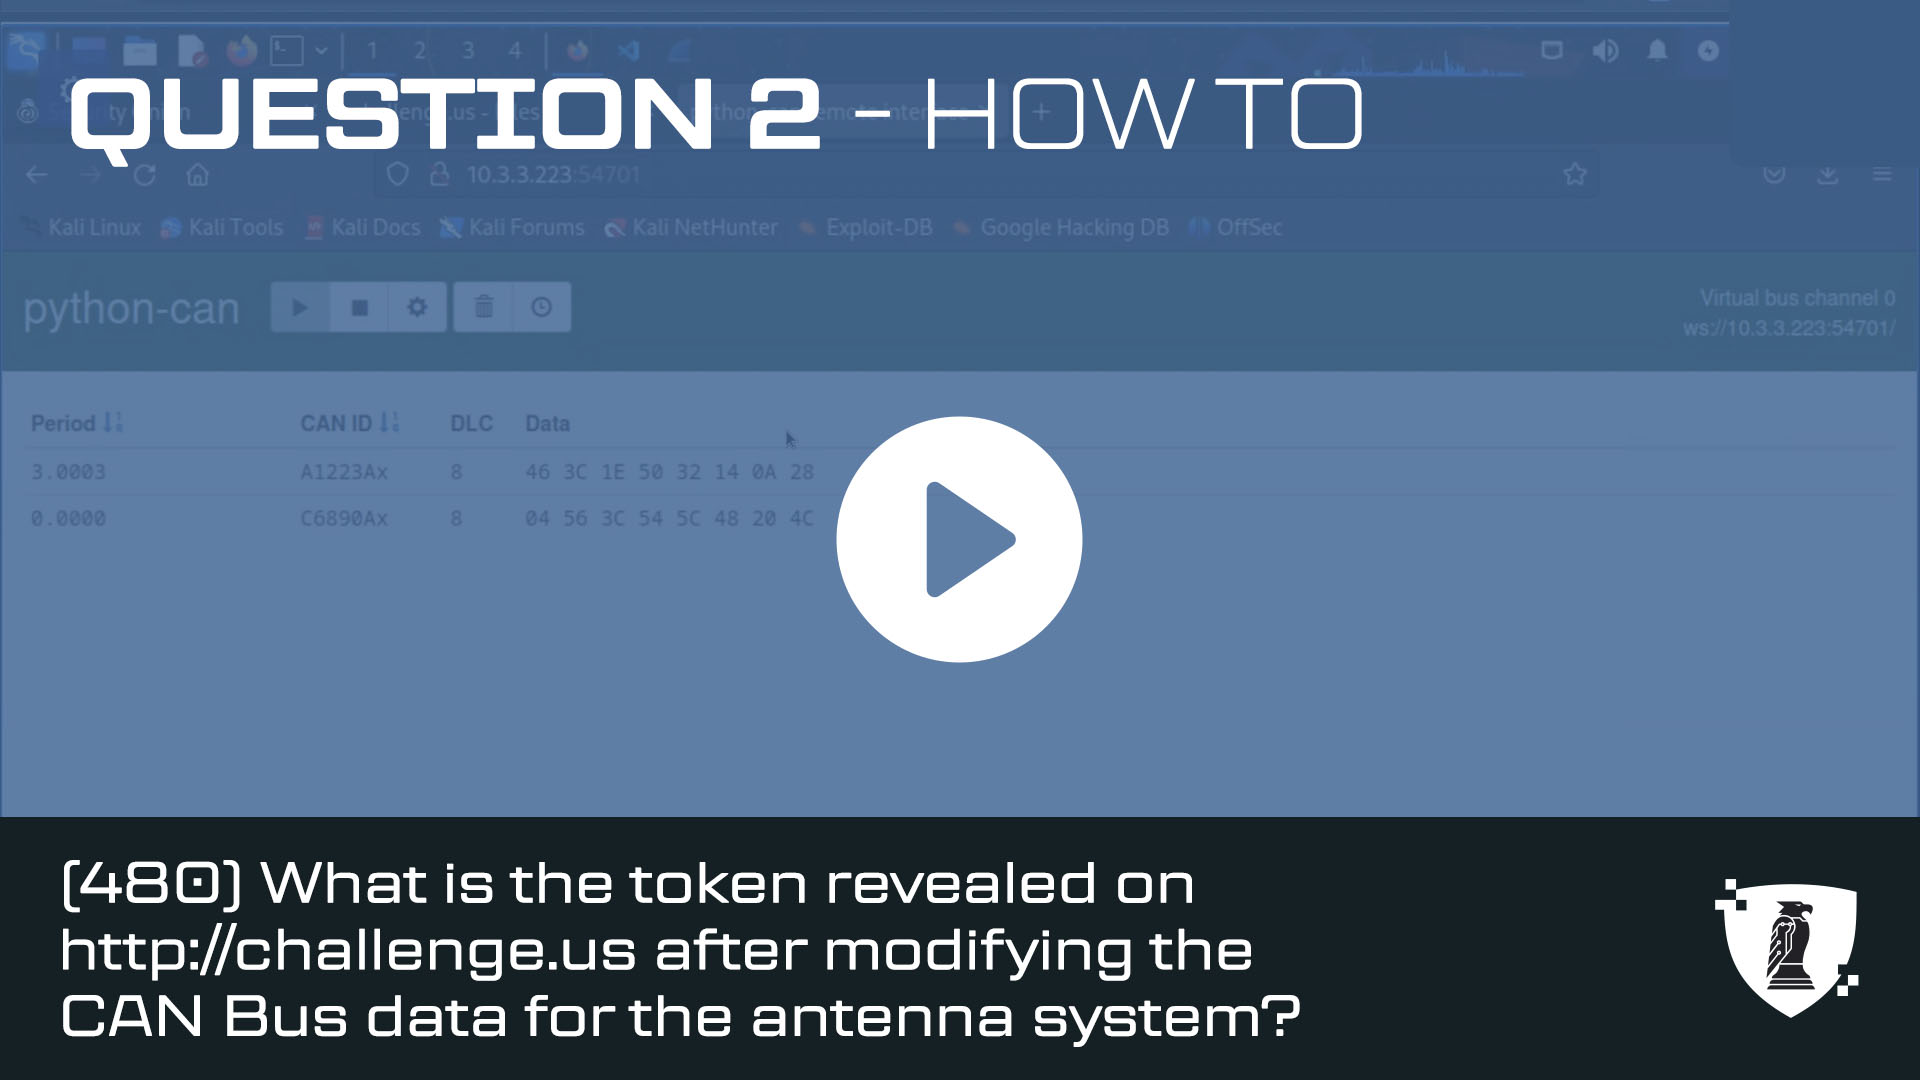 1 2 3 4
QUESTION 2 - HOW TO
10.3.3.223:54701
Kali Linux Kali Tools Kali Docs Kali Forums Kali NetHunter Exploit-DB Google Hacking DB OffSec
python-can
Virtual bus channel 0
ws://10.3.3.223:54701/
Period CAN ID DLC Data
3.0003 A1223Ax 8 46 3C 1E 50 32 14 0A 28
0.0000 C6890Ax 8 04 56 3C 54 5C 48 20 4C
(480) What is the token revealed on
http://challenge.us after modifying the
CAN Bus data for the antenna system?